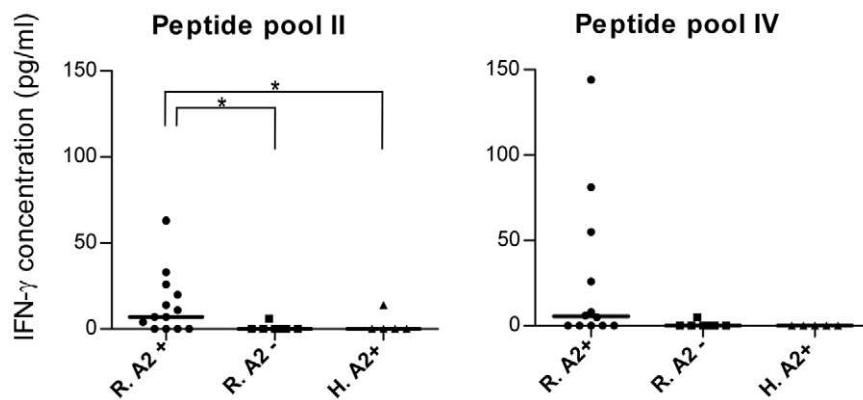 Peptide pool II
Peptide pool IV
IFN-γ concentration (pg/ml)
150
100
50
0
*
*
R. A2+
R. A2-
H. A2+
150
100
50
0
R. A2+
R. A2-
H. A2+